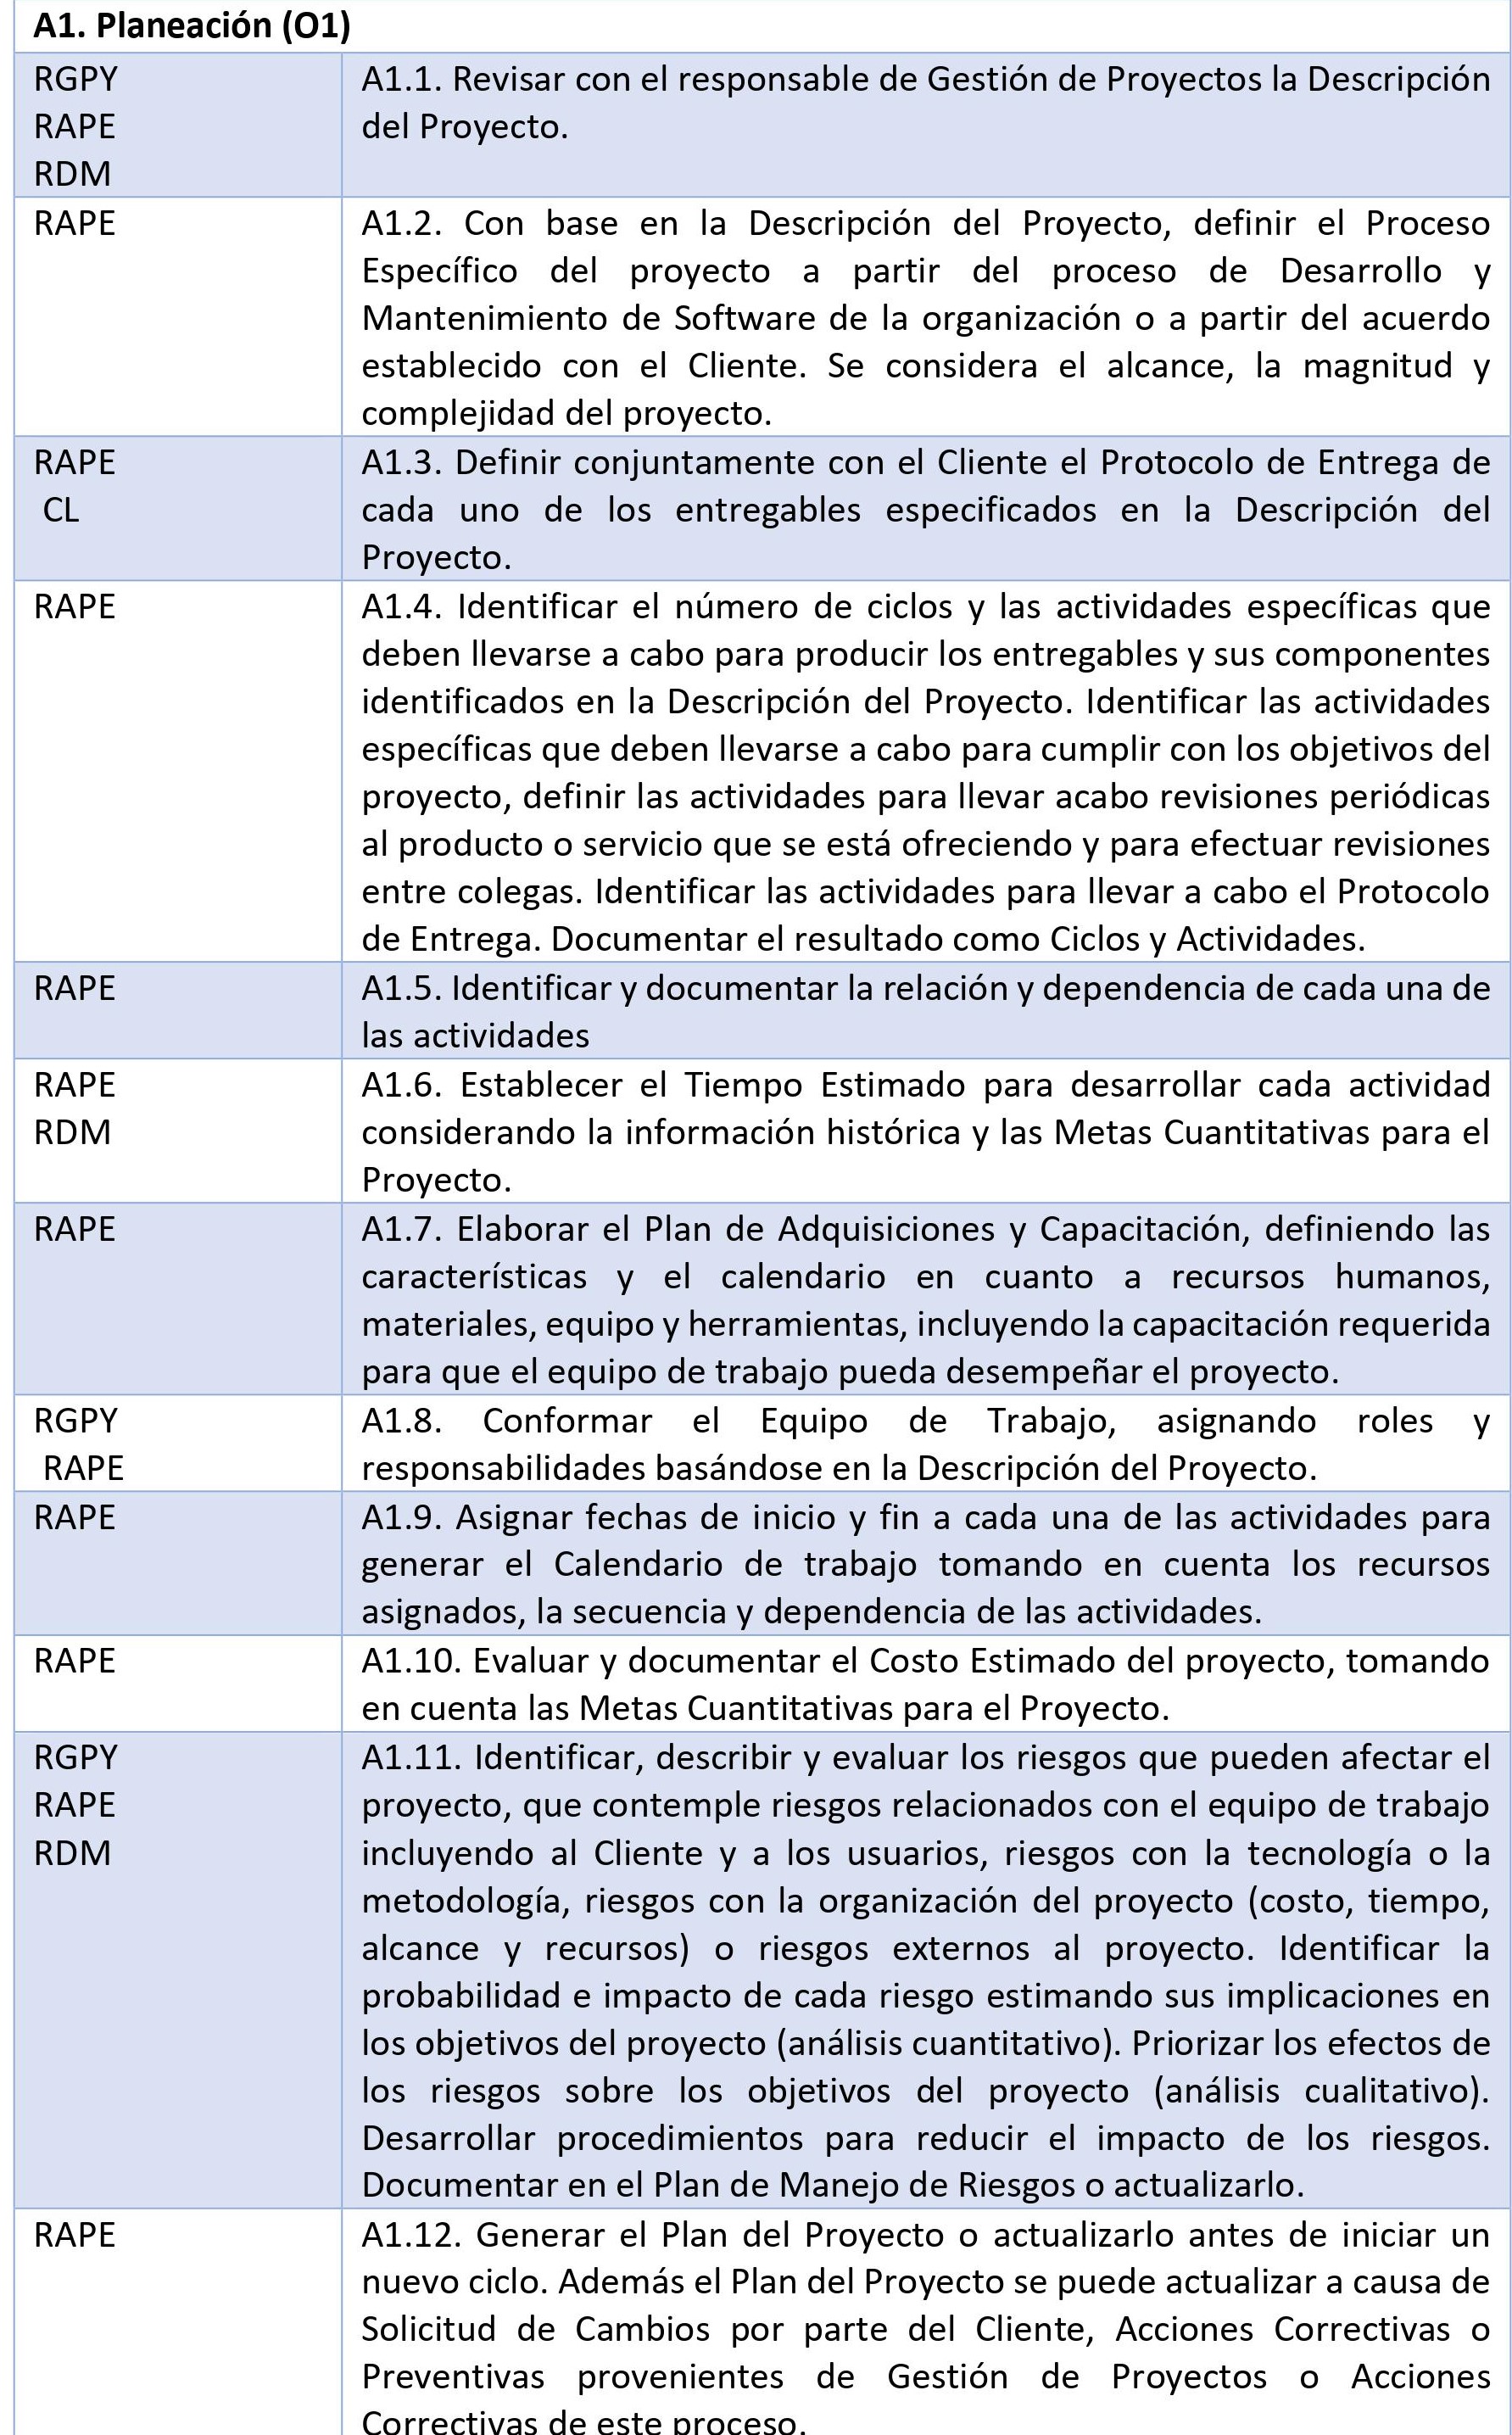 A1. Planeación (O1)
RGPY
RAPE
RDM
A1.1. Revisar con el responsable de Gestión de Proyectos la Descripción
del Proyecto.
RAPE
A1.2. Con base en la Descripción del Proyecto, definir el Proceso
Específico del proyecto a partir del proceso de Desarrollo y
Mantenimiento de Software de la organización o a partir del acuerdo
establecido con el Cliente. Se considera el alcance, la magnitud y
complejidad del proyecto.
RAPE
CL
A1.3. Definir conjuntamente con el Cliente el Protocolo de Entrega de
cada uno de los entregables especificados en la Descripción del
Proyecto.
RAPE
A1.4. Identificar el número de ciclos y las actividades específicas que
deben llevarse a cabo para producir los entregables y sus componentes
identificados en la Descripción del Proyecto. Identificar las actividades
específicas que deben llevarse a cabo para cumplir con los objetivos del
proyecto, definir las actividades para llevar acabo revisiones periódicas
al producto o servicio que se está ofreciendo y para efectuar revisiones
entre colegas. Identificar las actividades para llevar a cabo el Protocolo
de Entrega. Documentar el resultado como Ciclos y Actividades.
RAPE
A1.5. Identificar y documentar la relación y dependencia de cada una de
las actividades
RAPE
RDM
A1.6. Establecer el Tiempo Estimado para desarrollar cada actividad
considerando la información histórica y las Metas Cuantitativas para el
Proyecto.
RAPE
A1.7. Elaborar el Plan de Adquisiciones y Capacitación, definiendo las
características y el calendario en cuanto a recursos humanos,
materiales, equipo y herramientas, incluyendo la capacitación requerida
para que el equipo de trabajo pueda desempeñar el proyecto.
RGPY
RAPE
A1.8. Conformar el Equipo de Trabajo, asignando roles y
responsabilidades basándose en la Descripción del Proyecto.
RAPE
A1.9. Asignar fechas de inicio y fin a cada una de las actividades para
generar el Calendario de trabajo tomando en cuenta los recursos
asignados, la secuencia y dependencia de las actividades.
RAPE
A1.10. Evaluar y documentar el Costo Estimado del proyecto, tomando
en cuenta las Metas Cuantitativas para el Proyecto.
RGPY
RAPE
RDM
A1.11. Identificar, describir y evaluar los riesgos que pueden afectar el
proyecto, que contemple riesgos relacionados con el equipo de trabajo
incluyendo al Cliente y a los usuarios, riesgos con la tecnología o la
metodología, riesgos con la organización del proyecto (costo, tiempo,
alcance y recursos) o riesgos externos al proyecto. Identificar la
probabilidad e impacto de cada riesgo estimando sus implicaciones en
los objetivos del proyecto (análisis cuantitativo). Priorizar los efectos de
los riesgos sobre los objetivos del proyecto (análisis cualitativo).
Desarrollar procedimientos para reducir el impacto de los riesgos.
Documentar en el Plan de Manejo de Riesgos o actualizarlo.
RAPE
A1.12. Generar el Plan del Proyecto o actualizarlo antes de iniciar un
nuevo ciclo. Además el Plan del Proyecto se puede actualizar a causa de
Solicitud de Cambios por parte del Cliente, Acciones Correctivas o
Preventivas provenientes de Gestión de Proyectos o Acciones
Correctivas de este proceso.